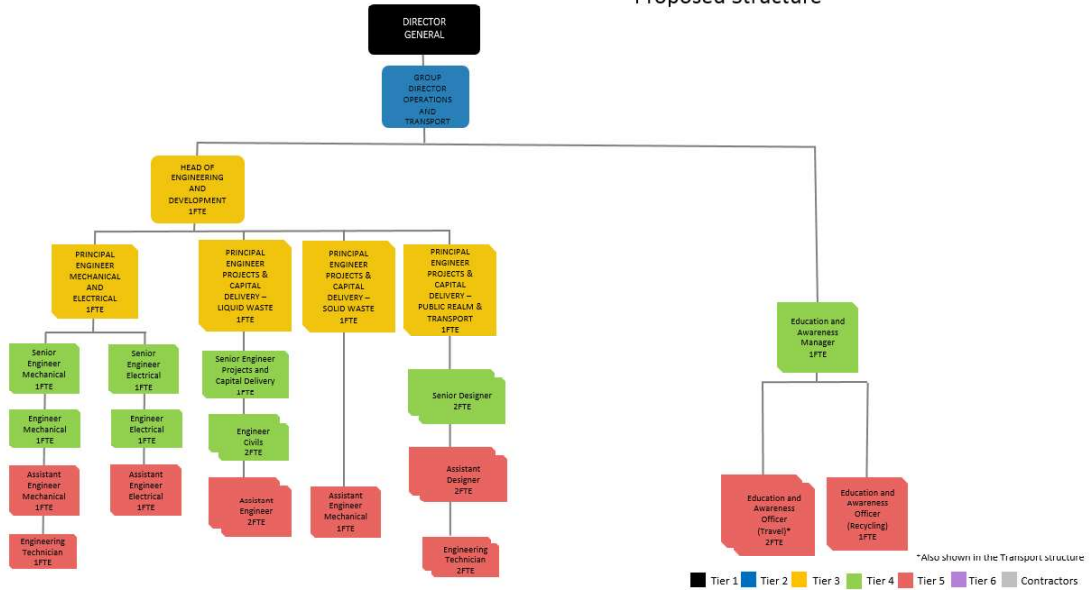 Proposed Structure
DIRECTOR
GENERAL
GROUP
DIRECTOR
OPERATIONS
AND
TRANSPORT
HEAD OF
ENGINEERING
AND
DEVELOPMENT
1FTE
PRINCIPAL
ENGINEER
MECHANICAL
AND
ELECTRICAL
1FTE
PRINCIPAL
ENGINEER
PROJECTS &
CAPITAL
DELIVERY –
LIQUID WASTE
1FTE
PRINCIPAL
ENGINEER
PROJECTS &
CAPITAL
DELIVERY –
SOLID WASTE
1FTE
PRINCIPAL
ENGINEER
PROJECTS &
CAPITAL
DELIVERY –
PUBLIC REALM &
TRANSPORT
1FTE
Education and
Awareness
Manager
1FTE
Senior
Engineer
Mechanical
1FTE
Senior
Engineer
Electrical
1FTE
Senior Engineer
Projects and
Capital Delivery
1FTE
Senior Designer
2FTE
Engineer
Mechanical
1FTE
Engineer
Electrical
1FTE
Engineer
Civils
2FTE
Assistant
Engineer
Mechanical
1FTE
Assistant
Engineer
Electrical
1FTE
Assistant
Engineer
2FTE
Assistant
Engineer
Mechanical
1FTE
Assistant
Designer
2FTE
Education and
Awareness
Officer
(Travel)*
2FTE
Education and
Awareness
Officer
(Recycling)
1FTE
Engineering
Technician
1FTE
Engineering
Technician
2FTE
*Also shown in the Transport structure
Tier 1 Tier 2 Tier 3 Tier 4 Tier 5 Tier 6 Contractors